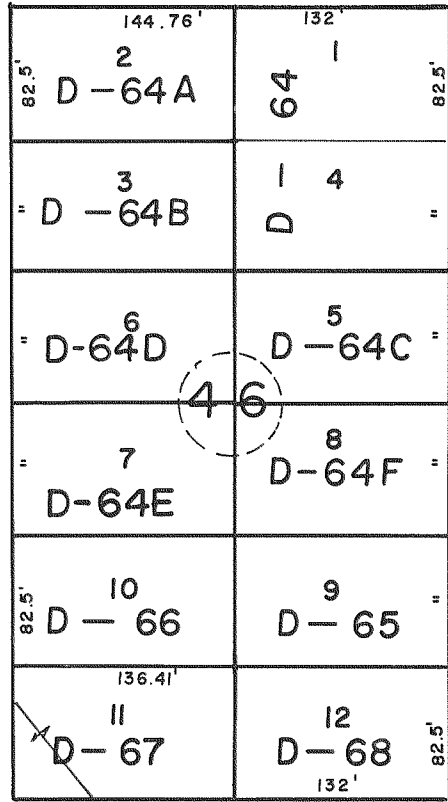 144.76'
132'
82.5'
2
D-64A
1
64
D-
82.5'
"
3
D-64B
4
"
"
6
D-64D
5
D-64C
"
46
"
7
D-64E
8
D-64F
"
82.5'
10
D-66
9
D-65
"
136.41'
11
D-67
12
D-68
82.5'
132'